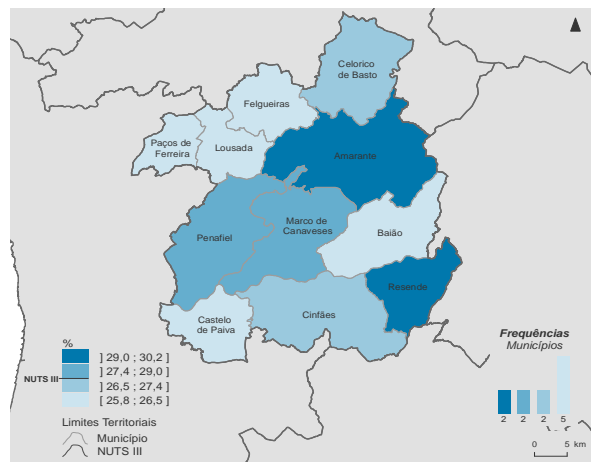 Celorico
de Basto
Felgueiras
Paços de
Ferreira
Lousada
Amarante
Penafiel
Marco de
Canaveses
Baião
Resende
Castelo
de Paiva
Cinfães
%
] 29,0 ; 30,2 ]
] 27,4 ; 29,0 ]
NUTS III
] 26,5 ; 27,4 ]
[ 25,8 ; 26,5 ]
Limites Territoriais
Município
NUTS III
Frequências
Municípios
2 2 2 5
0 5 km